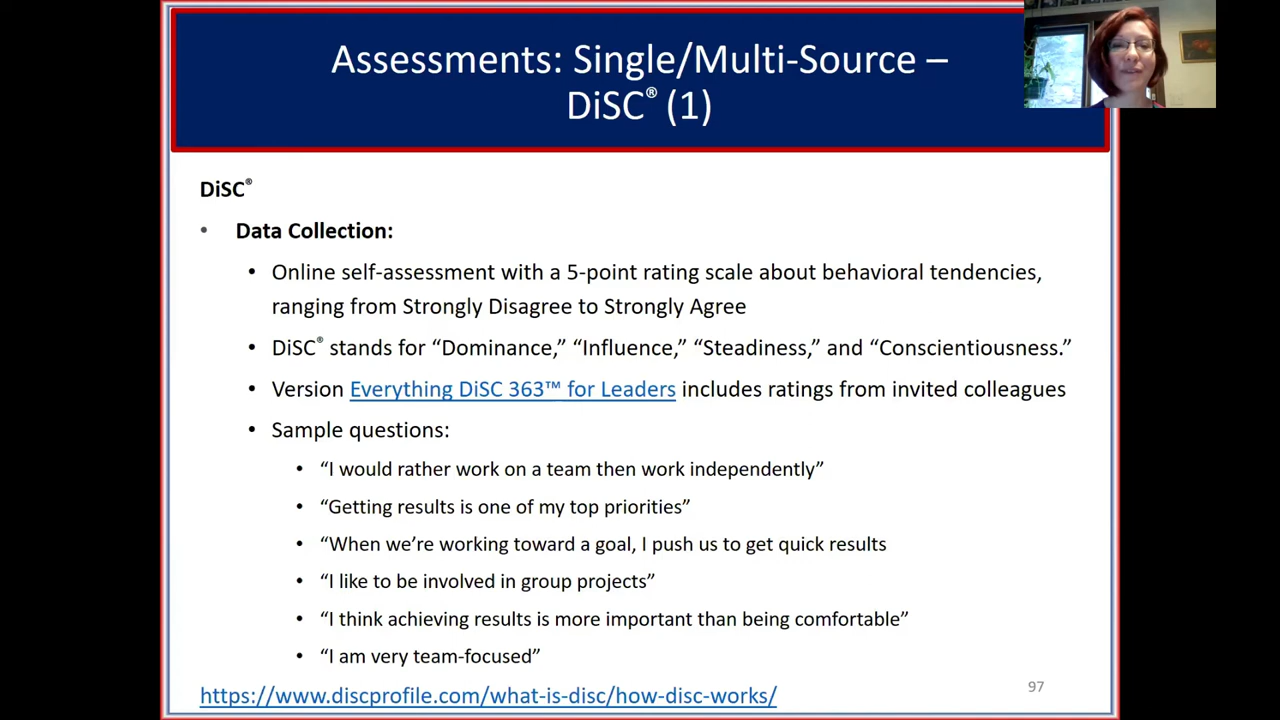 Assessments: Single/Multi-Source –
DiSC® (1)
DiSC®
• Data Collection:
• Online self-assessment with a 5-point rating scale about behavioral tendencies,
ranging from Strongly Disagree to Strongly Agree
• DiSC® stands for “Dominance,” “Influence,” “Steadiness,” and “Conscientiousness.”
• Version Everything DiSC 363™ for Leaders includes ratings from invited colleagues
• Sample questions:
• “I would rather work on a team then work independently”
• “Getting results is one of my top priorities”
• “When we’re working toward a goal, I push us to get quick results
• “I like to be involved in group projects”
• “I think achieving results is more important than being comfortable”
• “I am very team-focused”
https://www.discprofile.com/what-is-disc/how-disc-works/
97